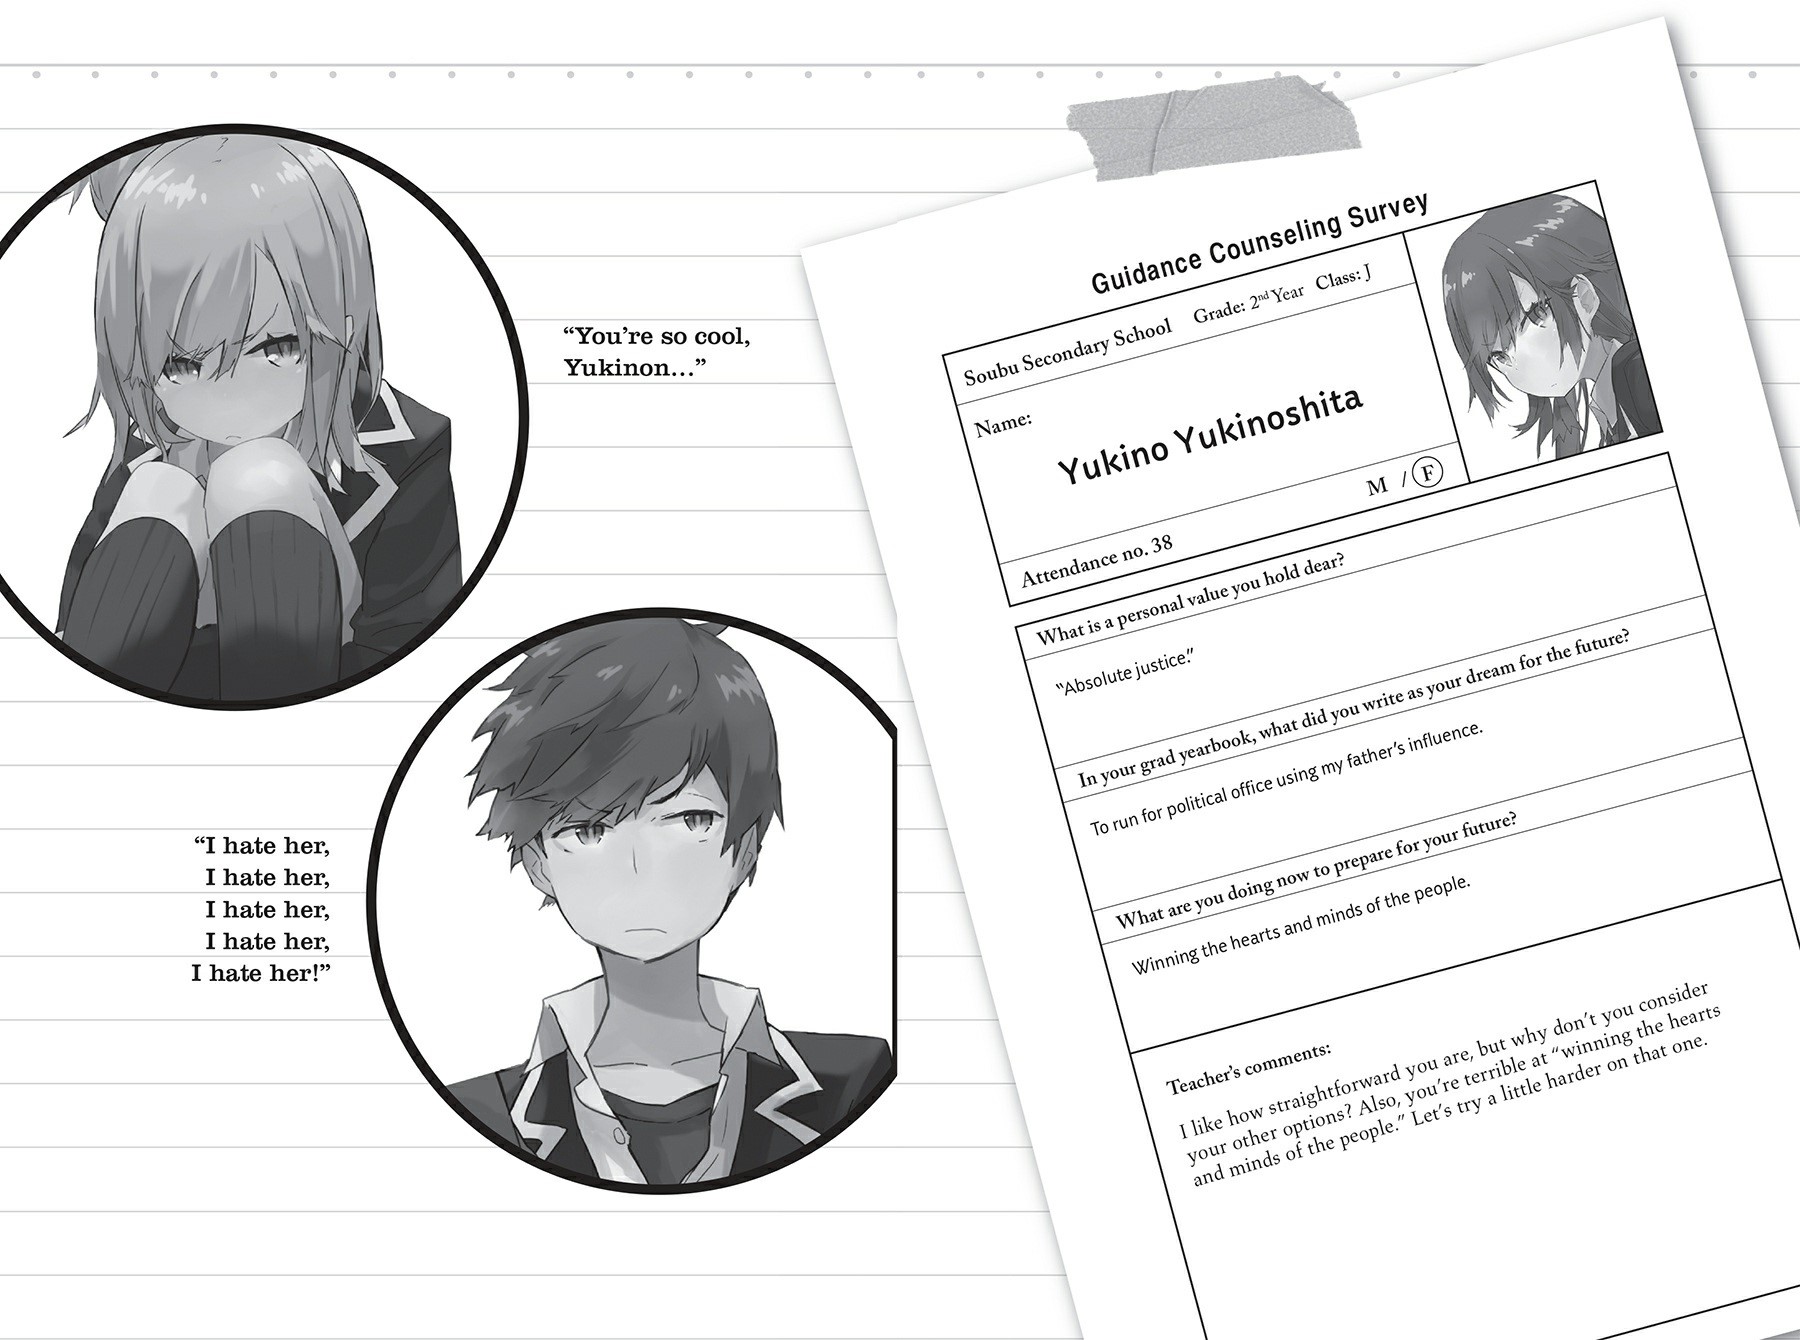 “You’re so cool,
Yukinon…”
“I hate her,
I hate her,
I hate her,
I hate her,
I hate her!”
Guidance Counseling Survey
Soubu Secondary School Grade: 2nd Year Class: J
Name:
Yukino Yukinoshita
M / F
Attendance no. 38
What is a personal value you hold dear?
“Absolute justice.”
In your grad yearbook, what did you write as your dream for the future?
To run for political office using my father’s influence.
What are you doing now to prepare for your future?
Winning the hearts and minds of the people.
Teacher’s comments:
I like how straightforward you are, but why don’t you consider
your other options? Also, you’re terrible at “winning the hearts
and minds of the people.” Let’s try a little harder on that one.